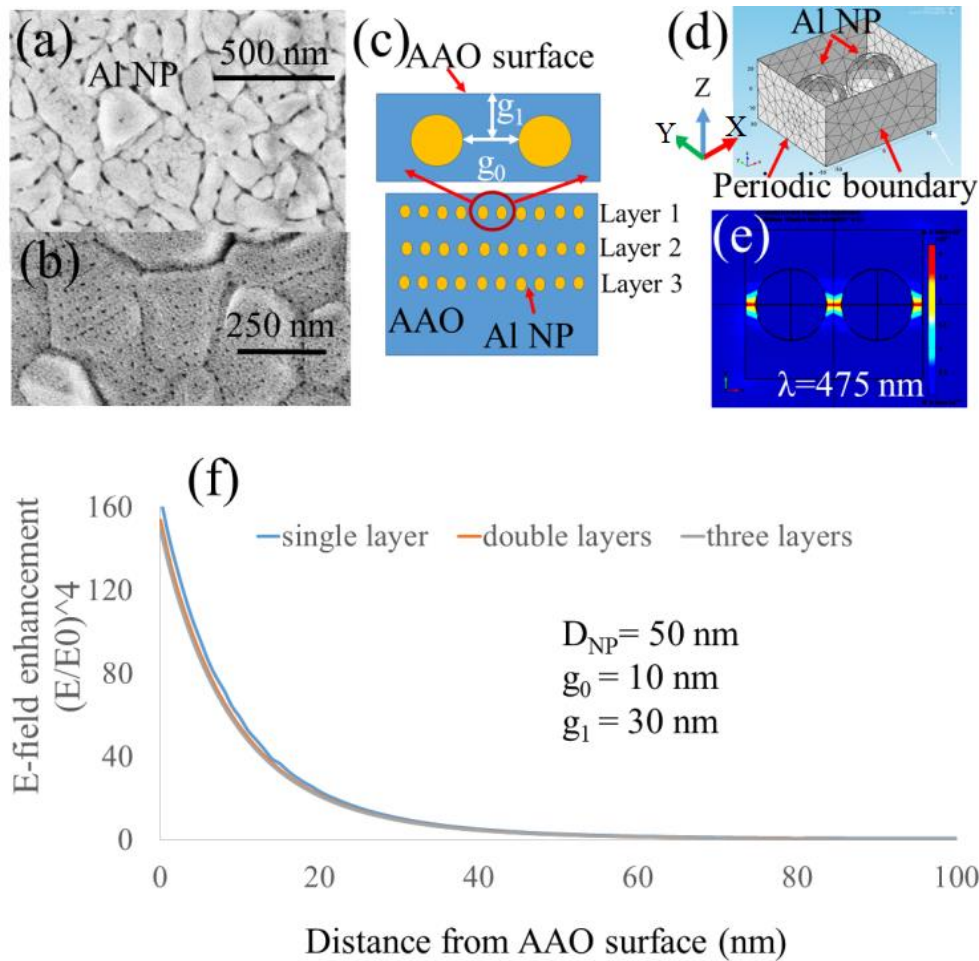 (a)
Al NP
500 nm
(b)
250 nm
(c)
AAO surface
g1
g0
Layer 1
Layer 2
Layer 3
AAO
Al NP
(d)
Al NP
Z
Y
X
Periodic boundary
(e)
λ=475 nm
(f)
E-field enhancement
(E/E0)^4
160
120
80
40
0
single layer
double layers
three layers
DNP= 50 nm
g0 = 10 nm
g1 = 30 nm
0
20
40
60
80
100
Distance from AAO surface (nm)